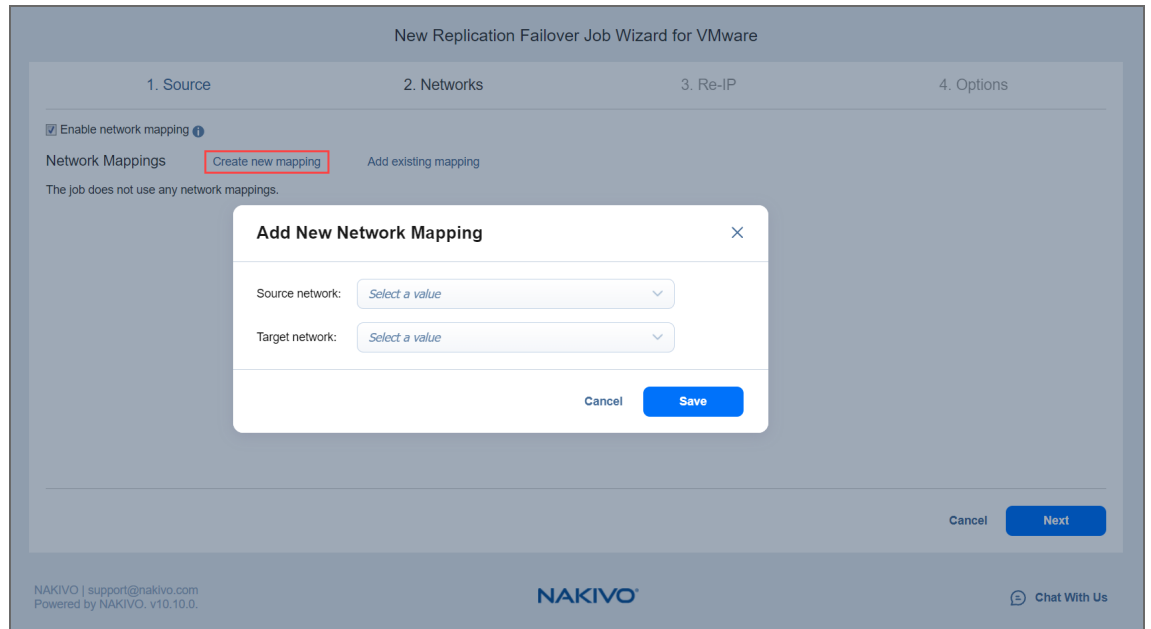 New Replication Failover Job Wizard for VMware
1. Source 2. Networks 3. Re-IP 4. Options
Enable network mapping
Network Mappings Create new mapping Add existing mapping
The job does not use any network mappings.
Add New Network Mapping
Source network: Select a value
Target network: Select a value
Cancel Save
Cancel Next
NAKIVO | support@nakivo.com
Powered by NAKIVO. v10.10.0.
NAKIVO®
Chat With Us